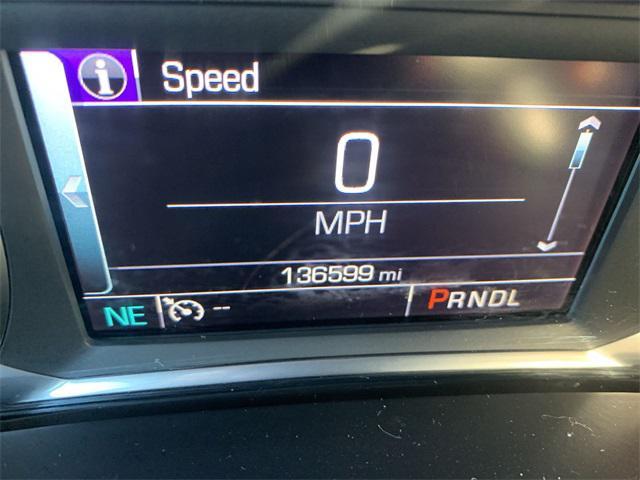 i Speed
0
MPH
136599 mi
NE -- PRNDL